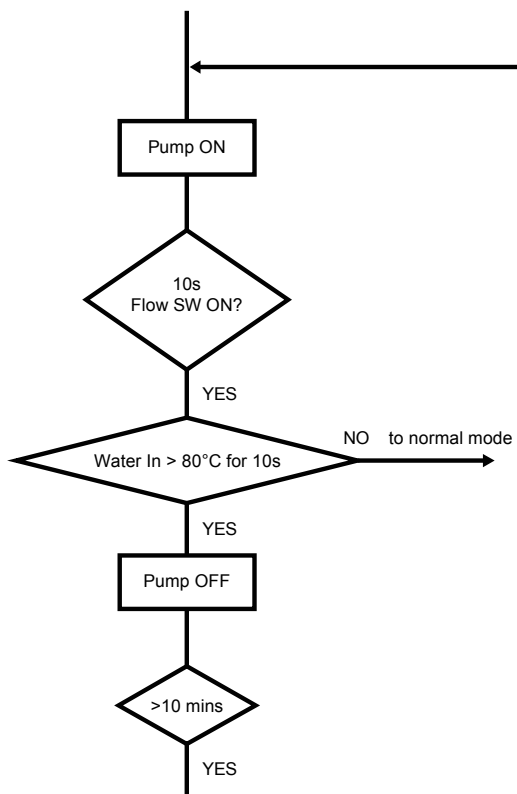 Pump ON
10s
Flow SW ON?
YES
Water In > 80°C for 10s
NO to normal mode
YES
Pump OFF
>10 mins
YES